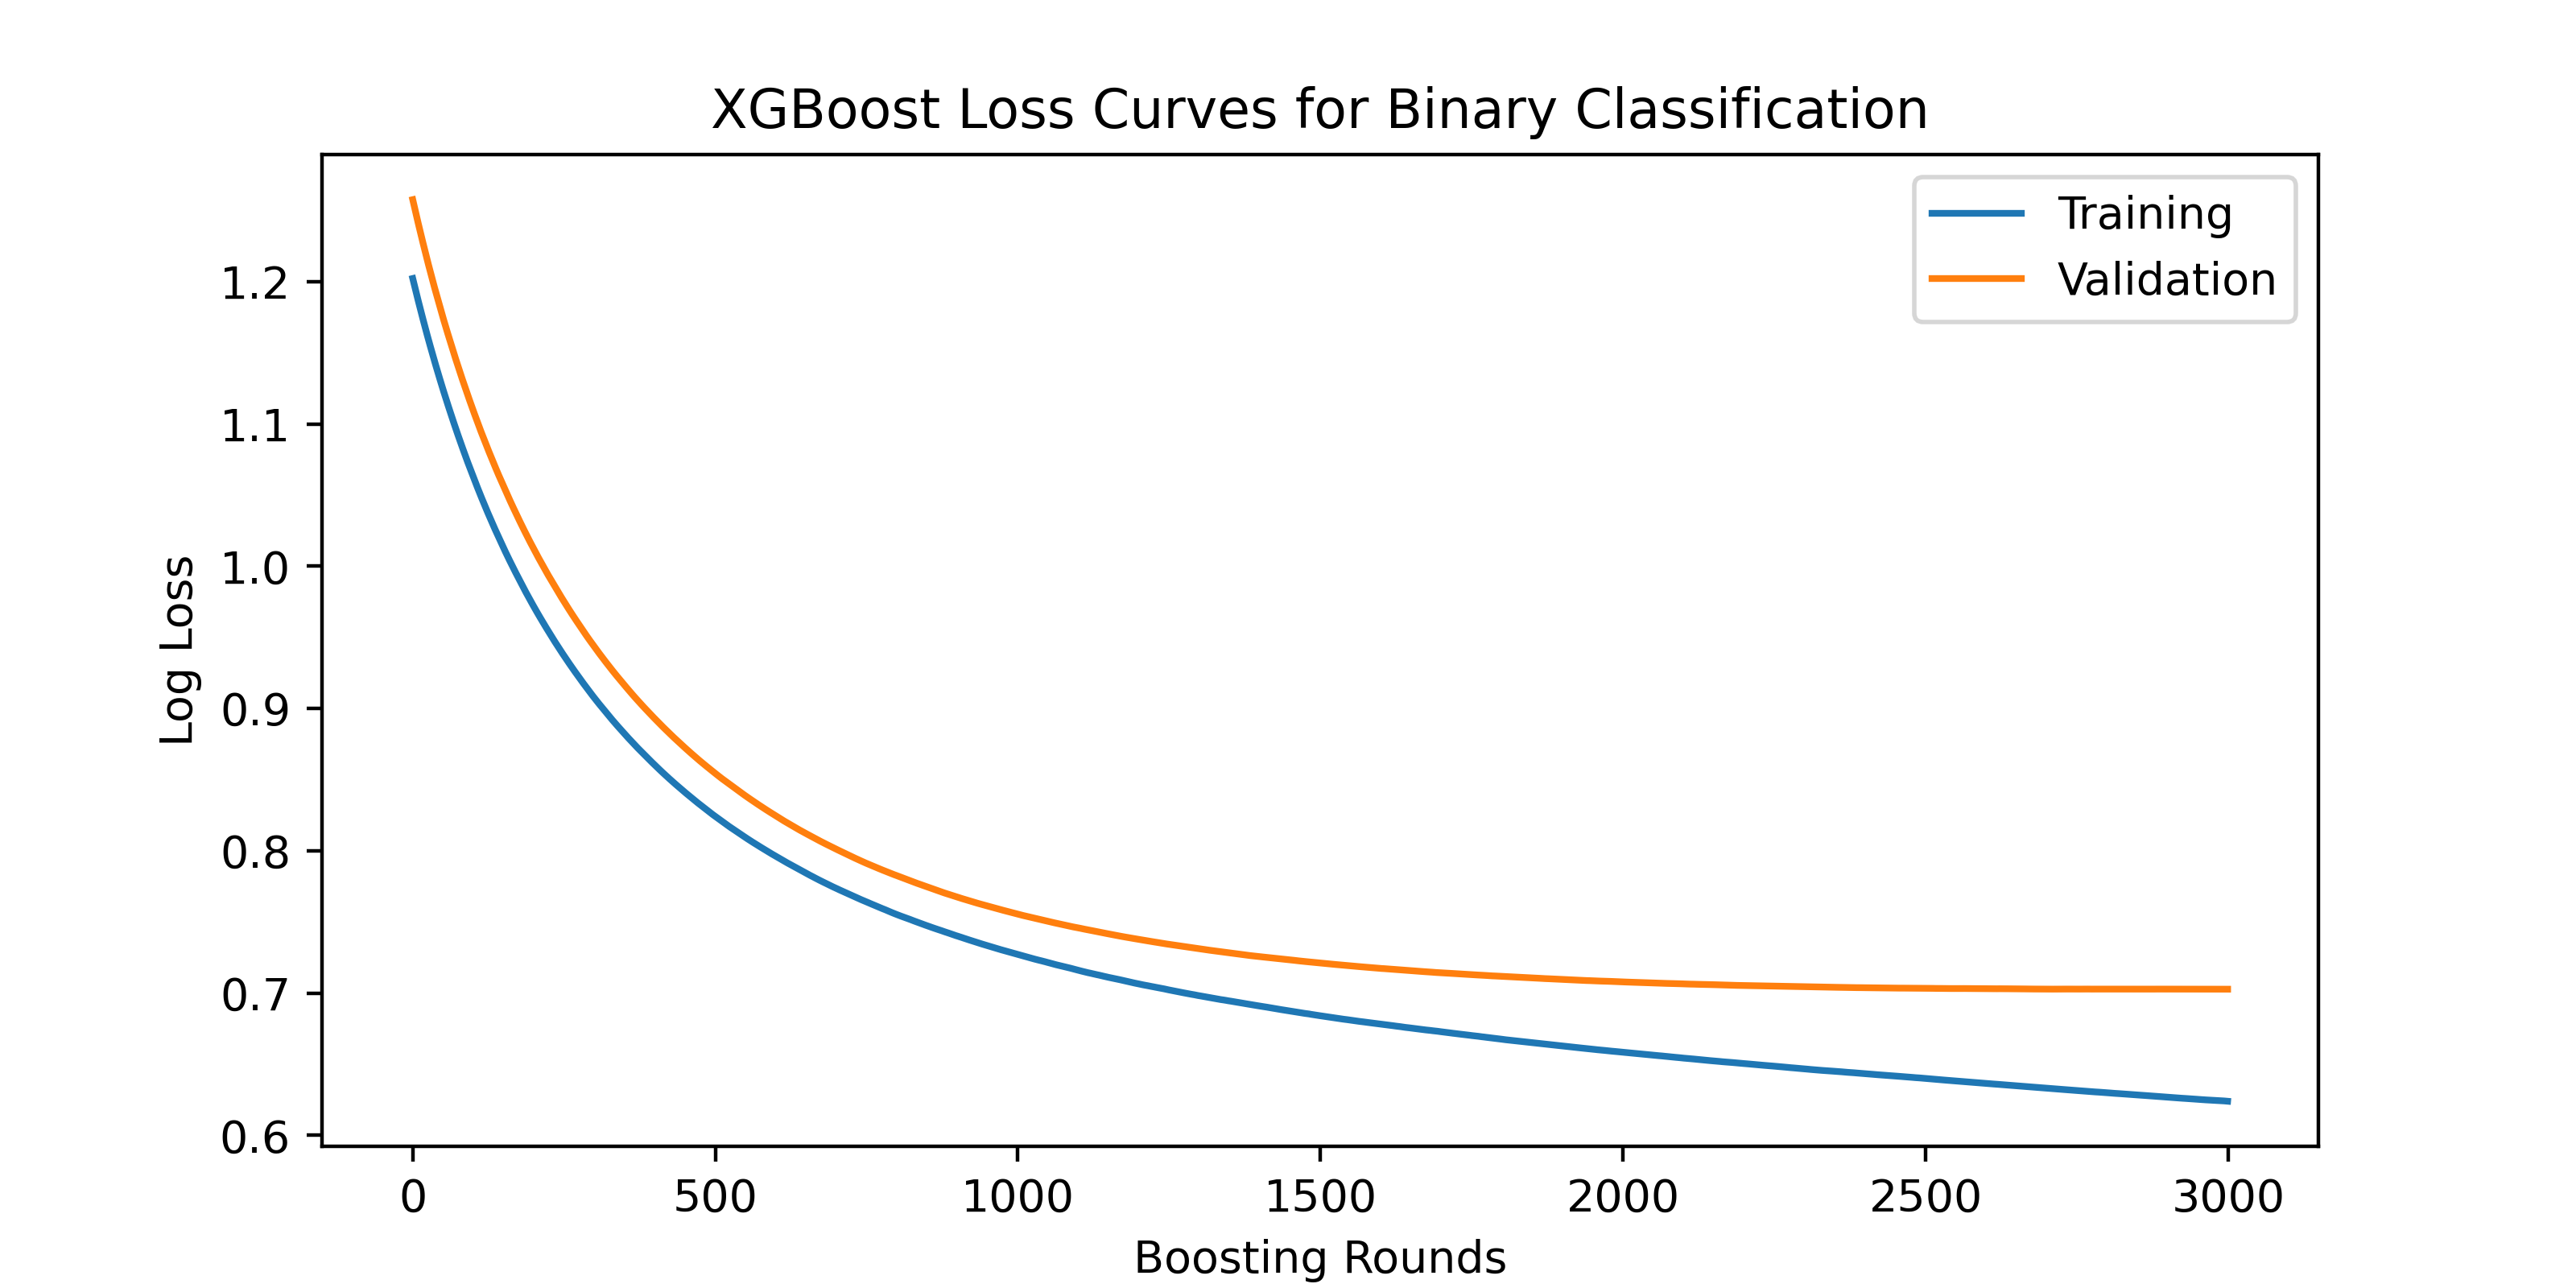 XGBoost Loss Curves for Binary Classification
Training
Validation
Log Loss
1.2
1.1
1.0
0.9
0.8
0.7
0.6
0 500 1000 1500 2000 2500 3000
Boosting Rounds